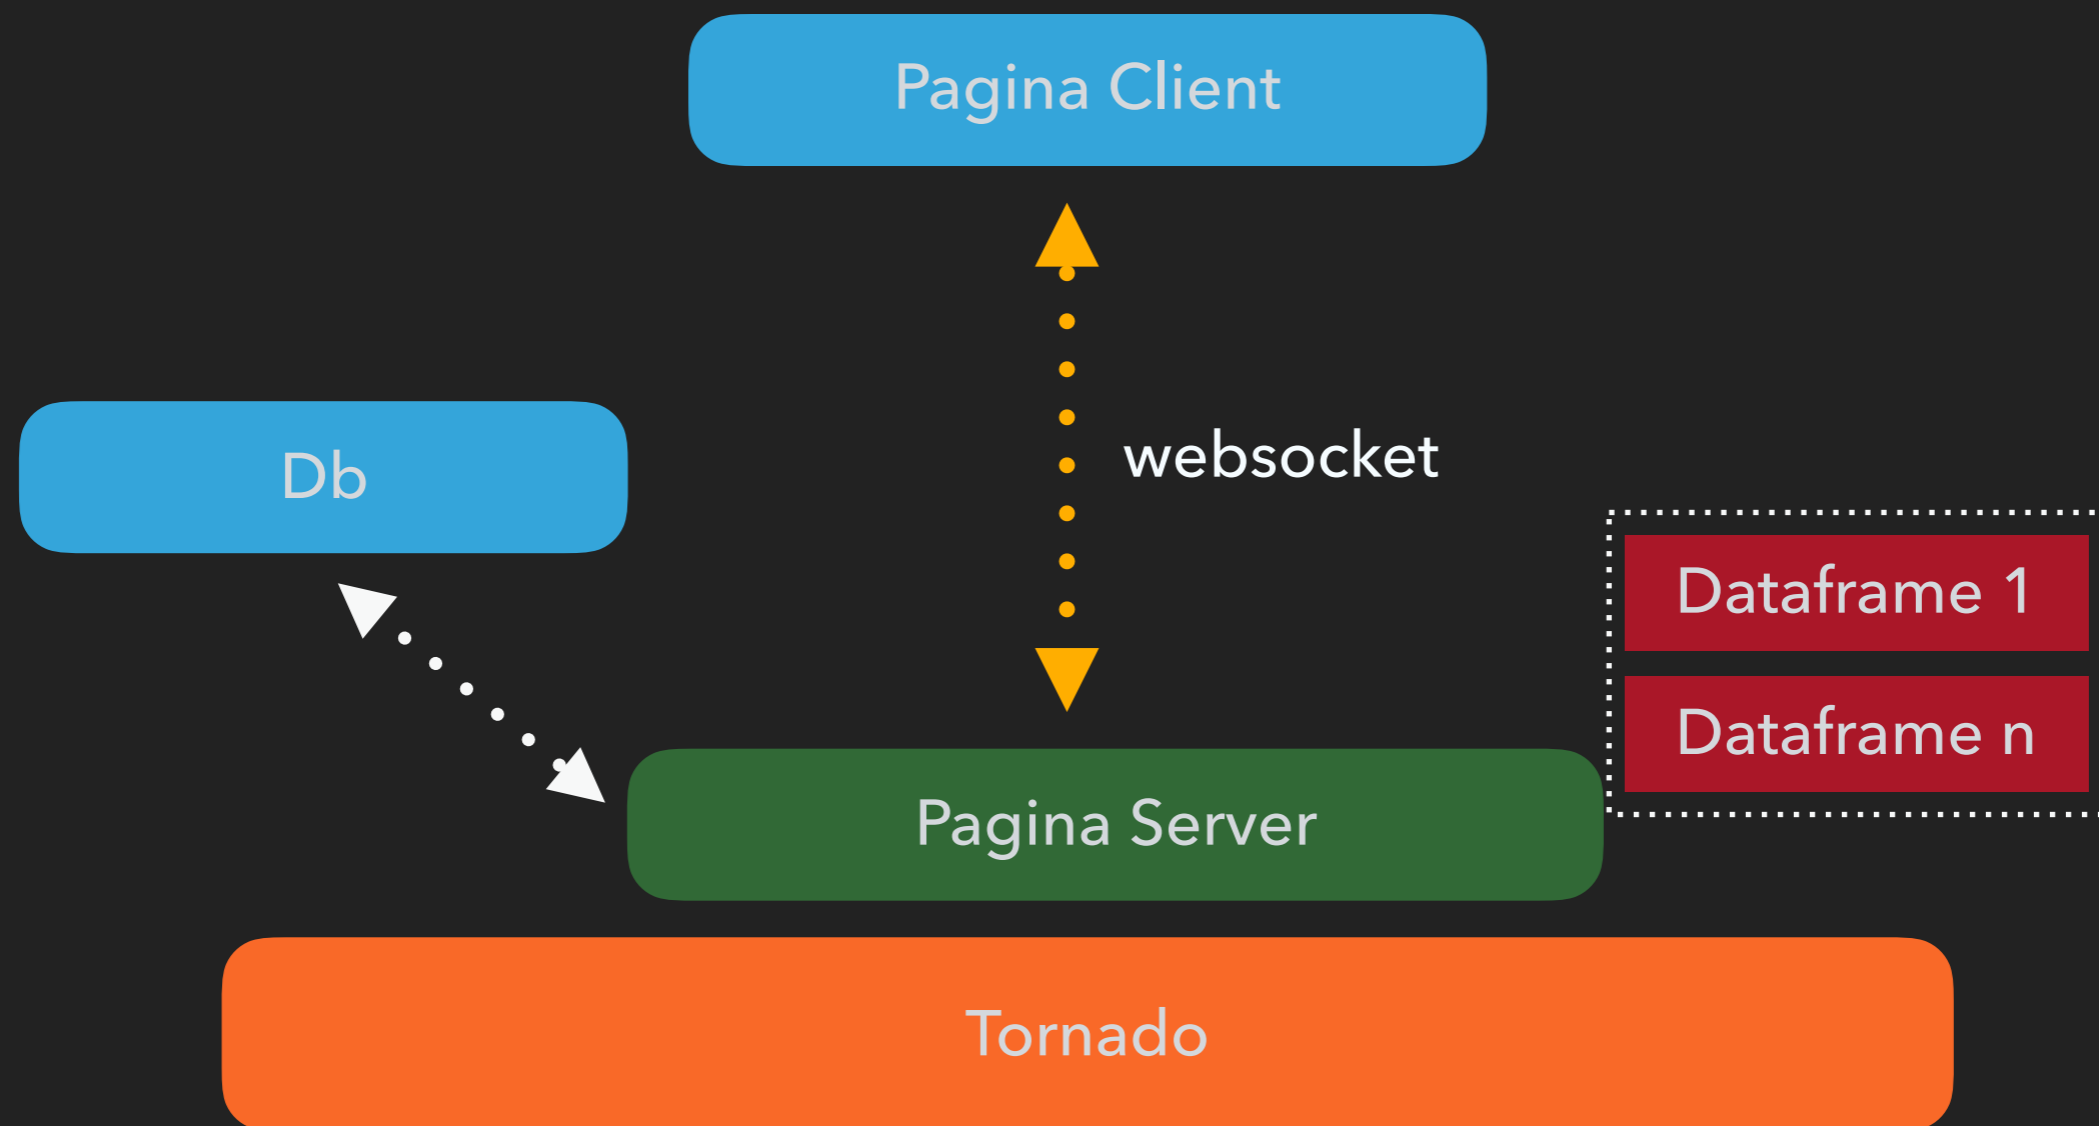 Pagina Client
websocket
Db
Dataframe 1
Dataframe n
Pagina Server
Tornado